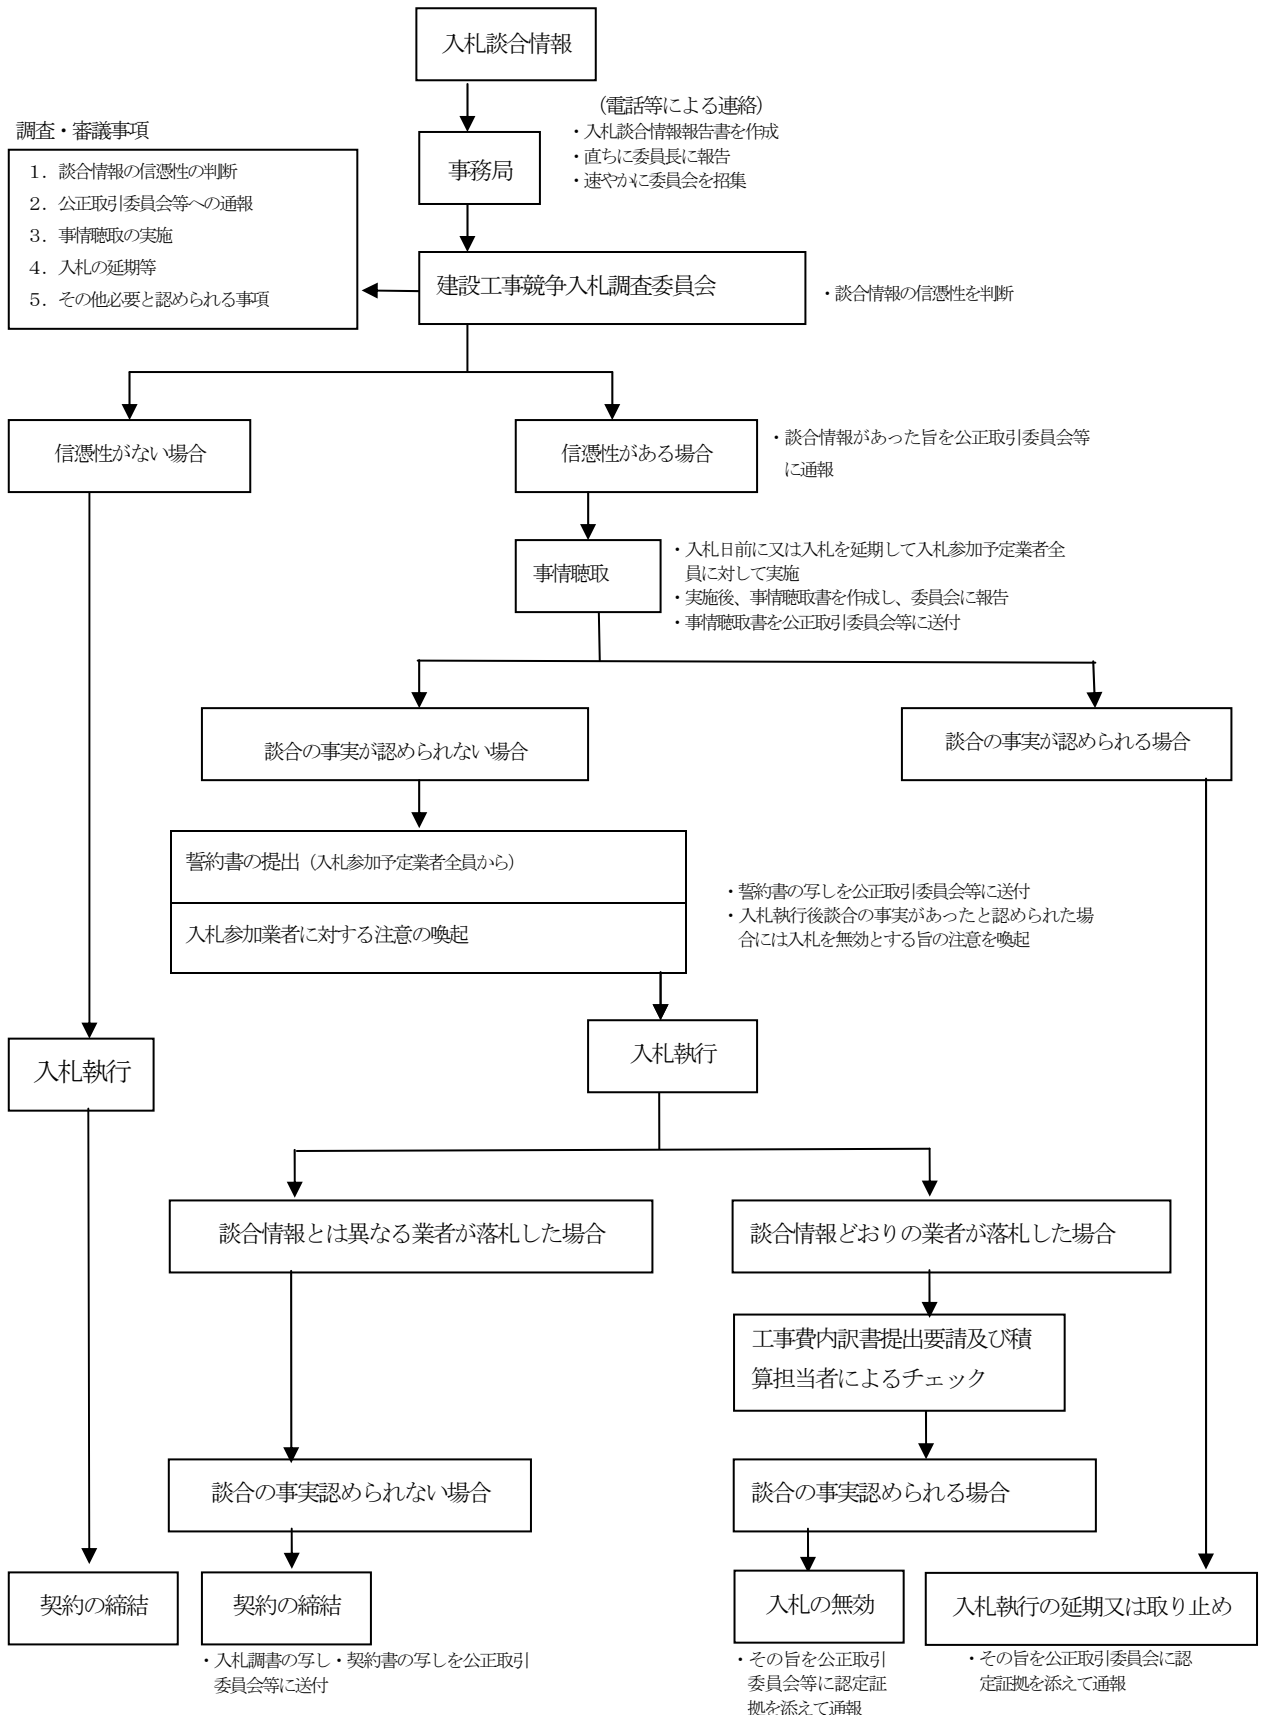 入札談合情報
（電話等による連絡）
・入札談合情報報告書を作成
・直ちに委員長に報告
・速やかに委員会を招集
事務局
調査・審議事項
１．談合情報の信憑性の判断
２．公正取引委員会等への通報
３．事情聴取の実施
４．入札の延期等
５．その他必要と認められる事項
建設工事競争入札調査委員会
・談合情報の信憑性を判断
信憑性がない場合
信憑性がある場合
・談合情報があった旨を公正取引委員会等
に通報
事情聴取
・入札日前に又は入札を延期して入札参加予定業者全
員に対して実施
・実施後、事情聴取書を作成し、委員会に報告
・事情聴取書を公正取引委員会等に送付
談合の事実が認められない場合
談合の事実が認められる場合
誓約書の提出（入札参加予定業者全員から）
入札参加業者に対する注意の喚起
・誓約書の写しを公正取引委員会等に送付
・入札執行後談合の事実があったと認められた場
合には入札を無効とする旨の注意を喚起
入札執行
入札執行
談合情報とは異なる業者が落札した場合
談合情報どおりの業者が落札した場合
工事費内訳書提出要請及び積
算担当者によるチェック
談合の事実認められない場合
談合の事実認められる場合
契約の締結
契約の締結
入札の無効
入札執行の延期又は取り止め
・入札調書の写し・契約書の写しを公正取引
委員会等に送付
・その旨を公正取引
委員会等に認定証
拠を添えて通報
・その旨を公正取引委員会に認
定証拠を添えて通報